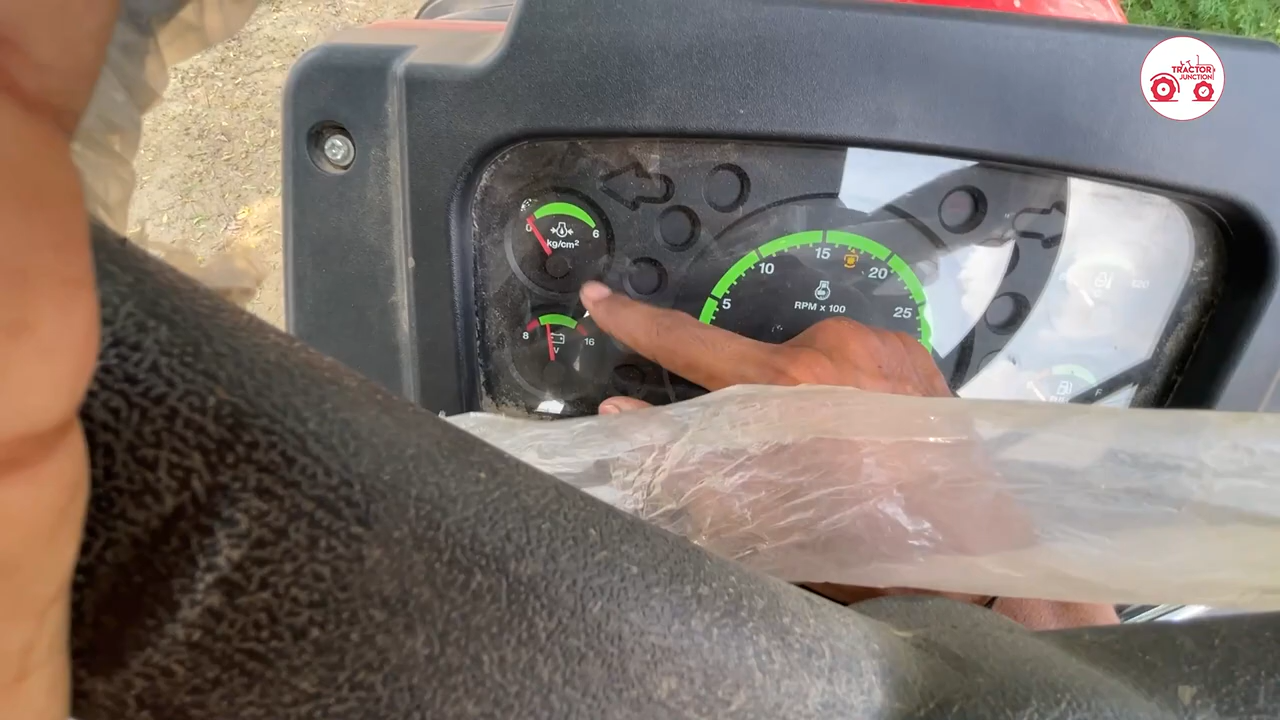 TRACTOR
JUNCTION
0
6
kg/cm²
8
16
V
5
10
15
20
25
RPM x 100
C
F